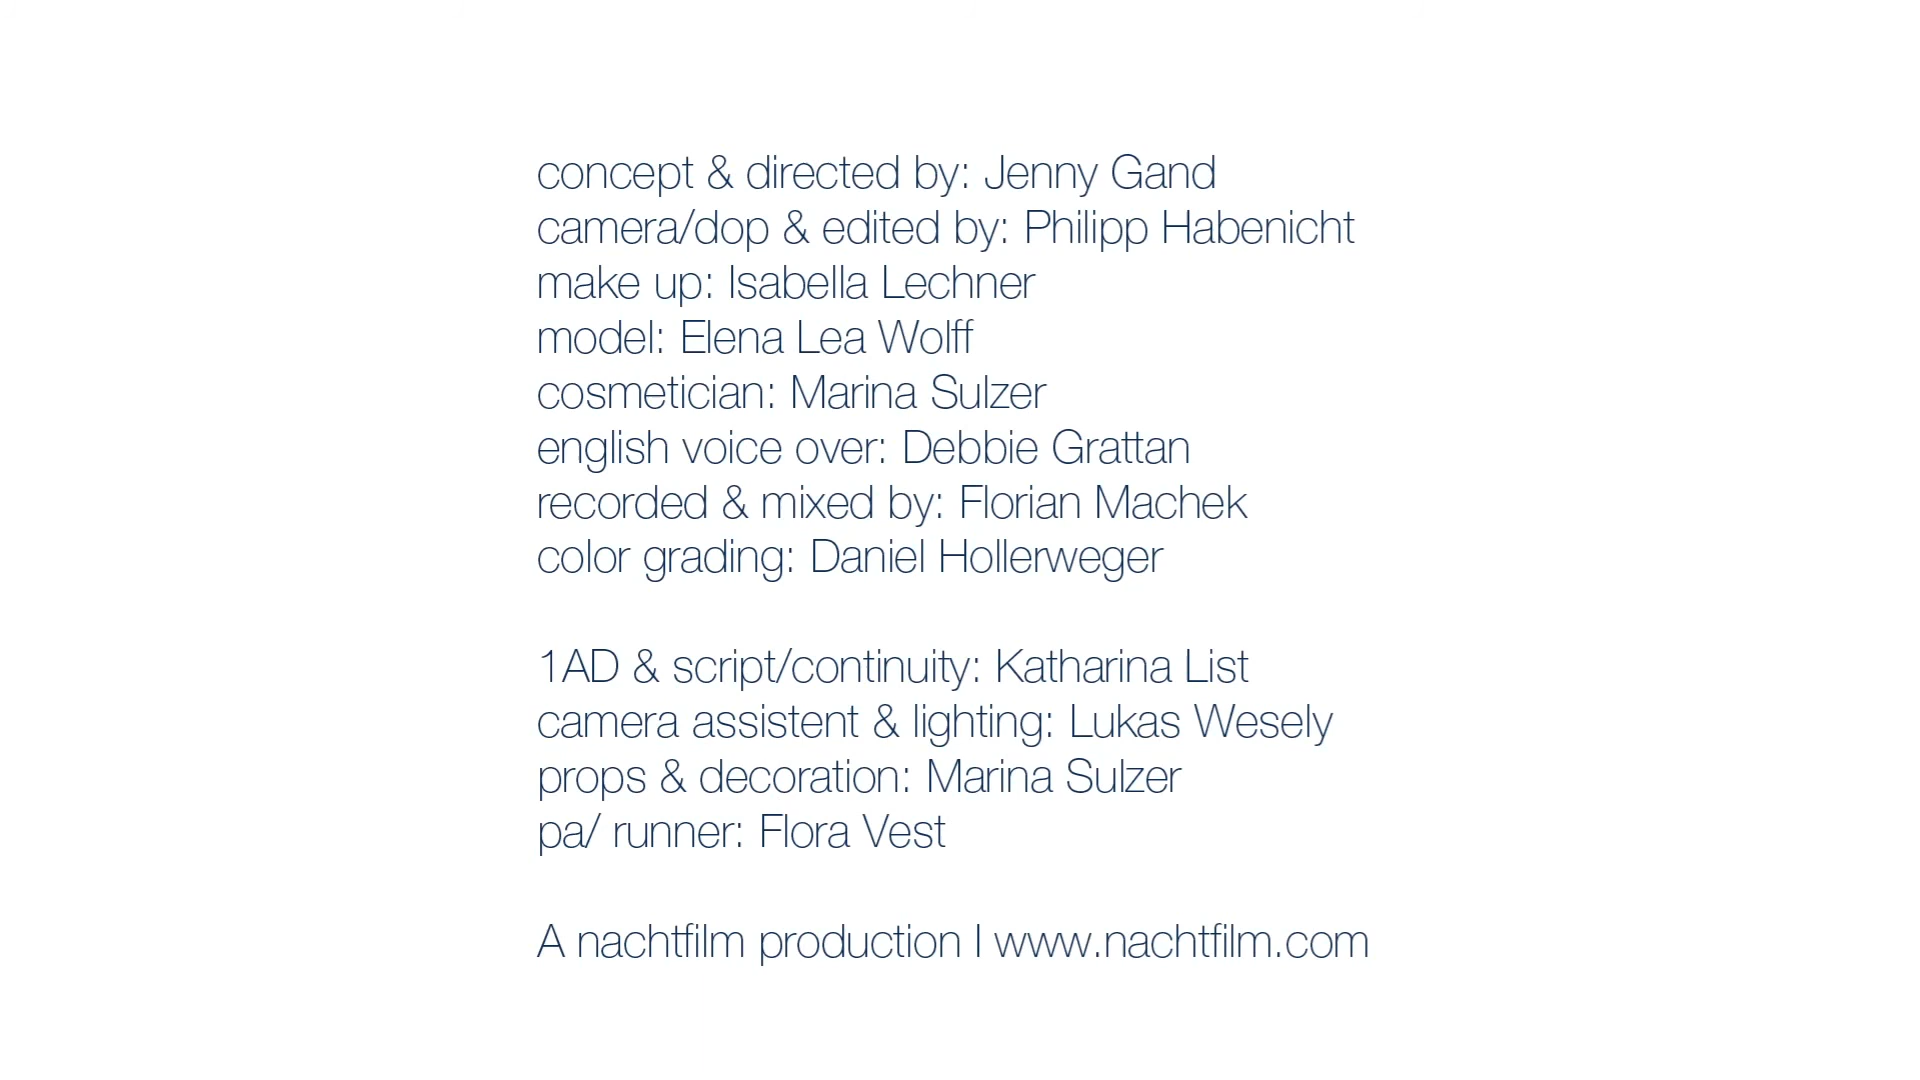 concept & directed by: Jenny Gand
camera/dop & edited by: Philipp Habenicht
make up: Isabella Lechner
model: Elena Lea Wolff
cosmetician: Marina Sulzer
english voice over: Debbie Grattan
recorded & mixed by: Florian Machek
color grading: Daniel Hollerweger
1AD & script/continuity: Katharina List
camera assistent & lighting: Lukas Wesely
props & decoration: Marina Sulzer
pa/ runner: Flora Vest
A nachtfilm production I www.nachtfilm.com